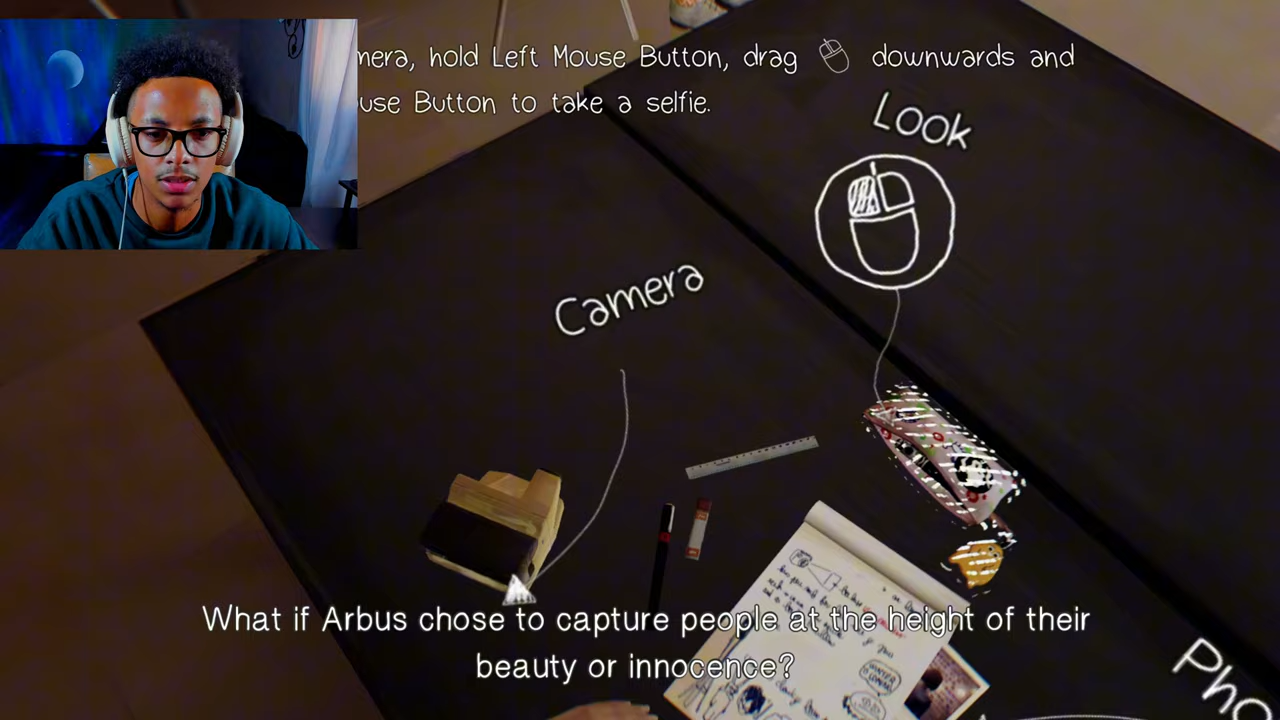 mera, hold Left Mouse Button, drag downwards and
use Button to take a selfie.
Look
Camera
What if Arbus chose to capture people at the height of their
beauty or innocence?
Pho